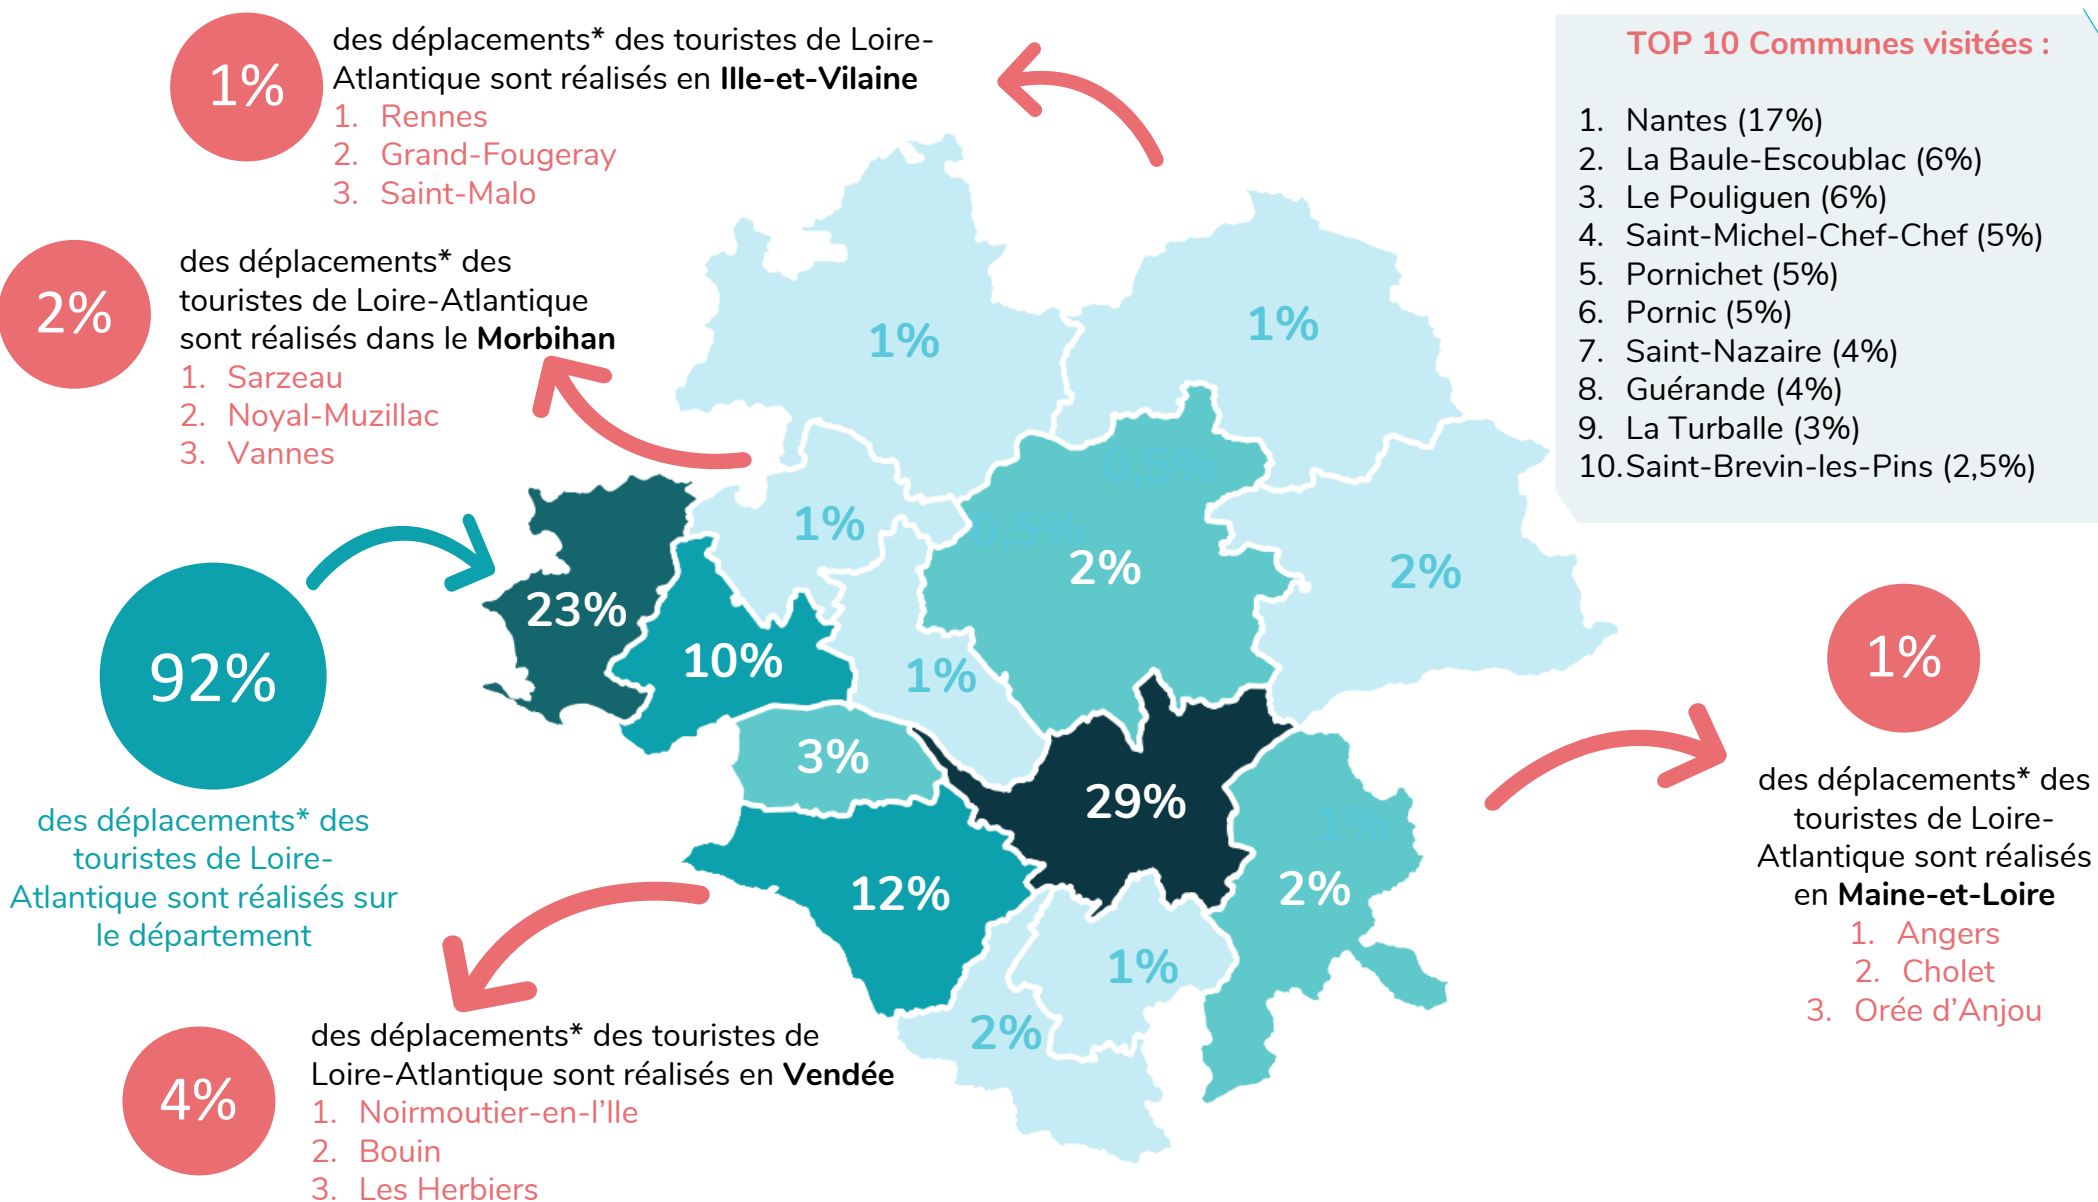 1%
des déplacements* des touristes de Loire-
Atlantique sont réalisés en Ille-et-Vilaine
1. Rennes
2. Grand-Fougeray
3. Saint-Malo
2%
des déplacements* des
touristes de Loire-Atlantique
sont réalisés dans le Morbihan
1. Sarzeau
2. Noyal-Muzillac
3. Vannes
TOP 10 Communes visitées :
1. Nantes (17%)
2. La Baule-Escoublac (6%)
3. Le Pouliguen (6%)
4. Saint-Michel-Chef-Chef (5%)
5. Pornichet (5%)
6. Pornic (5%)
7. Saint-Nazaire (4%)
8. Guérande (4%)
9. La Turballe (3%)
10.Saint-Brevin-les-Pins (2,5%)
92%
des déplacements* des
touristes de Loire-
Atlantique sont réalisés sur
le département
1%
1%
0,5%
1%
0,5%
2%
2%
23%
10%
1%
3%
29%
1%
12%
2%
1%
2%
1%
des déplacements* des
touristes de Loire-
Atlantique sont réalisés
en Maine-et-Loire
1. Angers
2. Cholet
3. Orée d'Anjou
4%
des déplacements* des touristes de
Loire-Atlantique sont réalisés en Vendée
1. Noirmoutier-en-l'Ile
2. Bouin
3. Les Herbiers